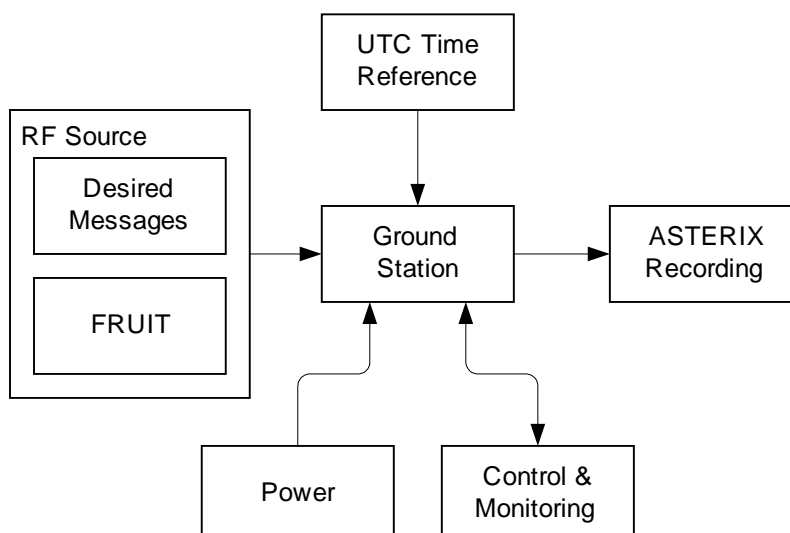 UTC Time
Reference
RF Source
Desired
Messages
FRUIT
Ground
Station
ASTERIX
Recording
Power
Control &
Monitoring